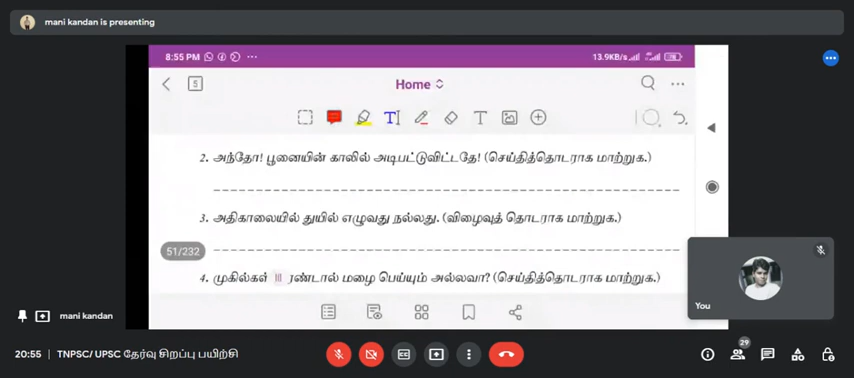 mani kandan is presenting
8:55 PM
13.9KB/s
5
Home
2. அந்தோ! பூனையின் காலில் அடிபட்டுவிட்டதே! (செய்தித்தொடராக மாற்றுக.)
3. அதிகாலையில் துயில் எழுவது நல்லது. (விழைவுத் தொடராக மாற்றுக.)
51/232
4. முகில்கள் ரண்டால் மழை பெய்யும் அல்லவா? (செய்தித்தொடராக மாற்றுக.)
You
mani kandan
20:55 | TNPSC/ UPSC தேர்வு சிறப்பு பயிற்சி
29